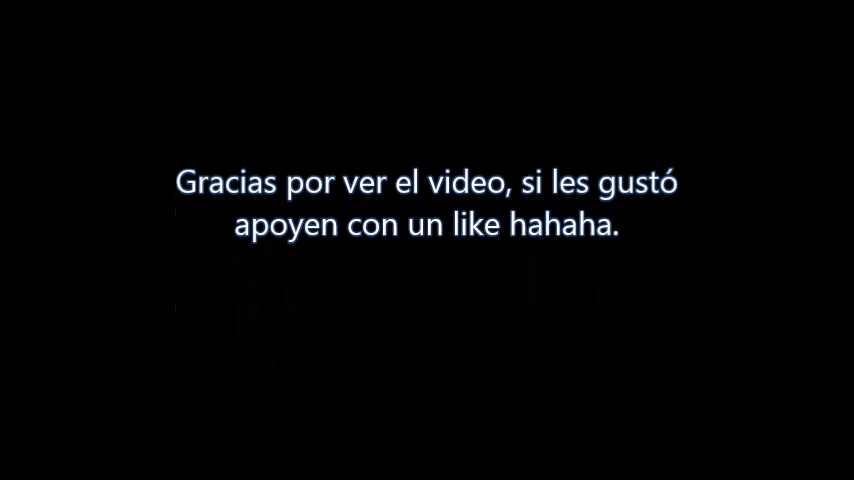 Gracias por ver el video, si les gustó
apoyen con un like hahaha.